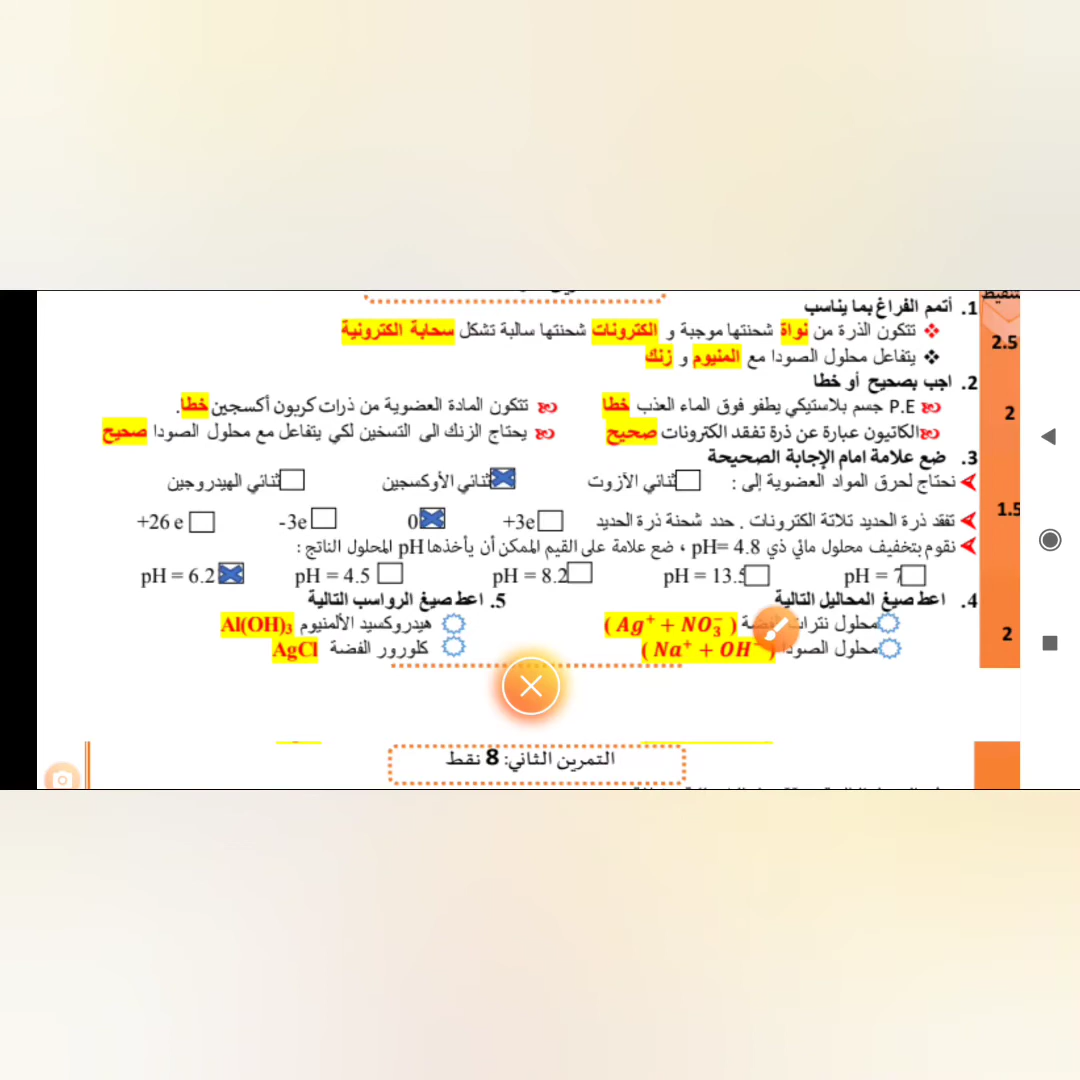 تنقيط
1. أتمم الفراغ بما يناسب
2.5
تتكون الذرة من نواة شحنتها موجبة و الكترونات شحنتها سالبة تشكل سحابة الكترونية
يتفاعل محلول الصودا مع المنيوم و زنك
2. اجب بصحيح أو خطا
2
P.E جسم بلاستيكي يطفو فوق الماء العذب خطا
تتكون المادة العضوية من ذرات كربون أكسجين خطا.
الكاتيون عبارة عن ذرة تفقد الكترونات صحيح
يحتاج الزنك الى التسخين لكي يتفاعل مع محلول الصودا صحيح
3. ضع علامة امام الإجابة الصحيحة
1.5
نحتاج لحرق المواد العضوية إلى : ثنائي الآزوت ثنائي الأوكسجين ثنائي الهيدروجين
تفقد ذرة الحديد تلاتة الكترونات . حدد شحنة ذرة الحديد +3e 0 -3e +26 e
نقوم بتخفيف محلول مائي ذي pH= 4.8 ، ضع علامة على القيم الممكن أن يأخذها pH المحلول الناتج :
pH = 7 pH = 13.5 pH = 8.2 pH = 4.5 pH = 6.2
4. اعط صيغ المحاليل التالية
2
محلول نترات ( Ag⁺ + NO₃⁻ )
محلول الصودا ( Na⁺ + OH⁻ )
5. اعط صيغ الرواسب التالية
هيدروكسيد الألمنيوم Al(OH)₃
كلورور الفضة AgCl
التمرين الثاني: 8 نقط